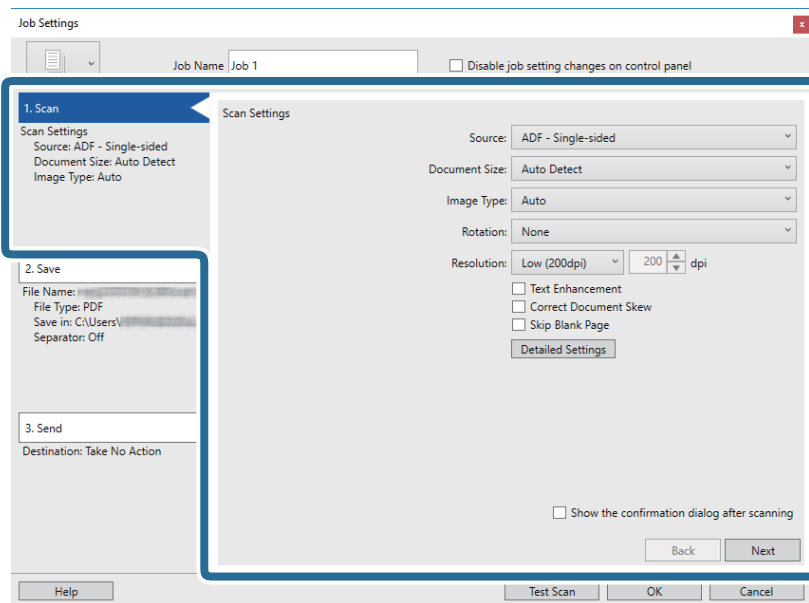 Job Settings
x
Job Name Job 1
Disable job setting changes on control panel
1. Scan
Scan Settings
Source: ADF - Single-sided
Document Size: Auto Detect
Image Type: Auto
Scan Settings
Source: ADF - Single-sided
Document Size: Auto Detect
Image Type: Auto
Rotation: None
Resolution: Low (200dpi) 200 dpi
Text Enhancement
Correct Document Skew
Skip Blank Page
Detailed Settings
2. Save
File Name:
File Type: PDF
Save in: C:\Users\
Separator: Off
3. Send
Destination: Take No Action
Show the confirmation dialog after scanning
Back Next
Help Test Scan OK Cancel